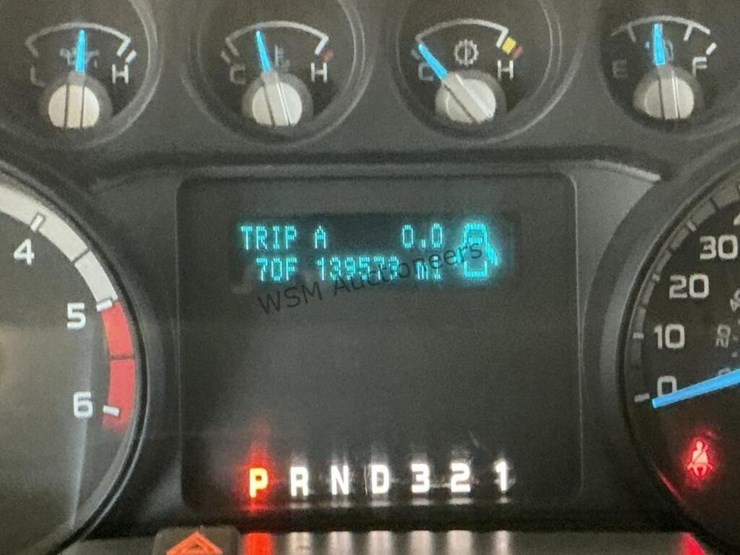 L H
C H
C H
E F
TRIP A 0.0
70F mi
WSM Auctioneers
4
5
6
30
20
10
0
P R N D 3 2 1